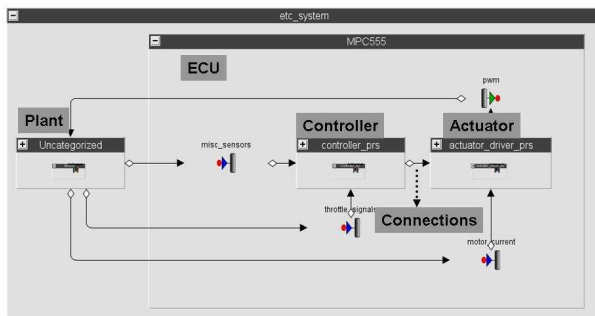 etc_system
MPC555
ECU
pwm
Plant
Controller
Actuator
Uncategorized
misc_sensors
controller_prs
actuator_driver_prs
throttle_signals
Connections
motor_current